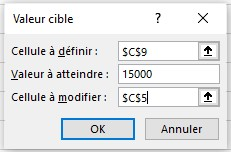 Valeur cible ? ×
Cellule à définir : $C$9
Valeur à atteindre : 15000
Cellule à modifier : $C$5
OK Annuler